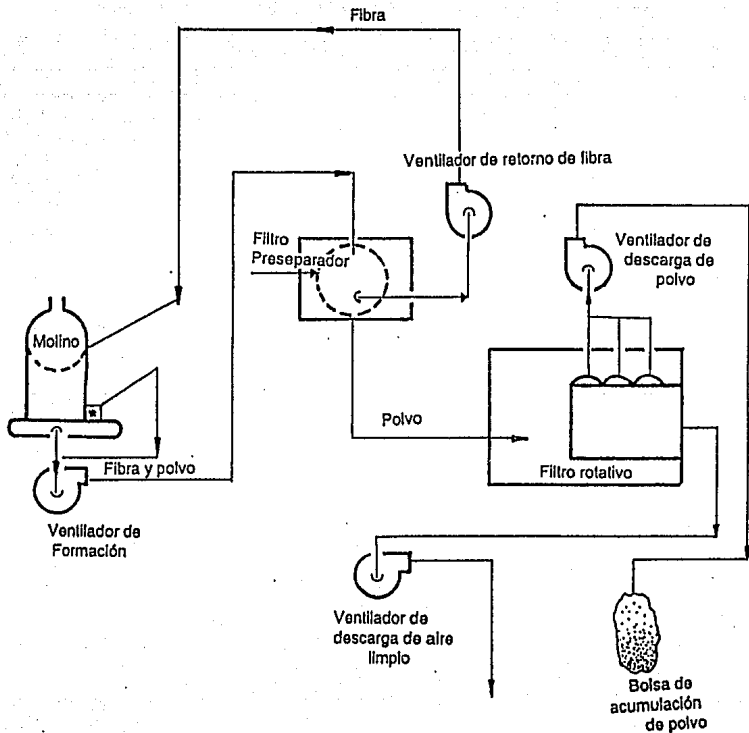 Fibra
Ventilador de retorno de fibra
Filtro
Preseparador
Ventilador de
descarga de
polvo
Molino
*
Polvo
Fibra y polvo
Filtro rotativo
Ventilador de
Formación
Ventilador de
descarga de aire
limpio
Bolsa de
acumulación
de polvo